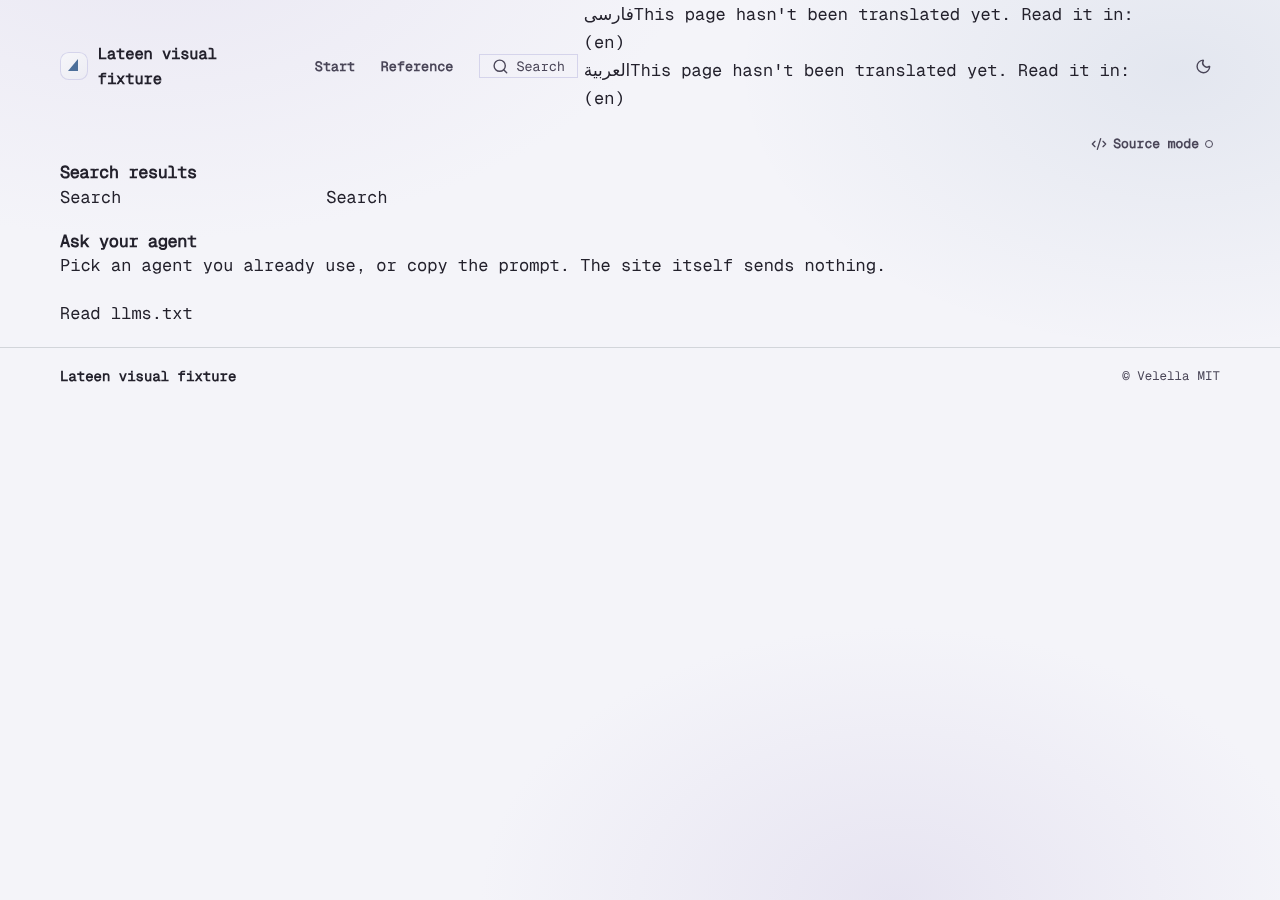 Lateen visual
fixture
Start
Reference
Search
فارسیThis page hasn't been translated yet. Read it in:
(en)
العربيةThis page hasn't been translated yet. Read it in:
(en)
Source mode
Search results
Search
Search
Ask your agent
Pick an agent you already use, or copy the prompt. The site itself sends nothing.
Read llms.txt
Lateen visual fixture
© Velella MIT